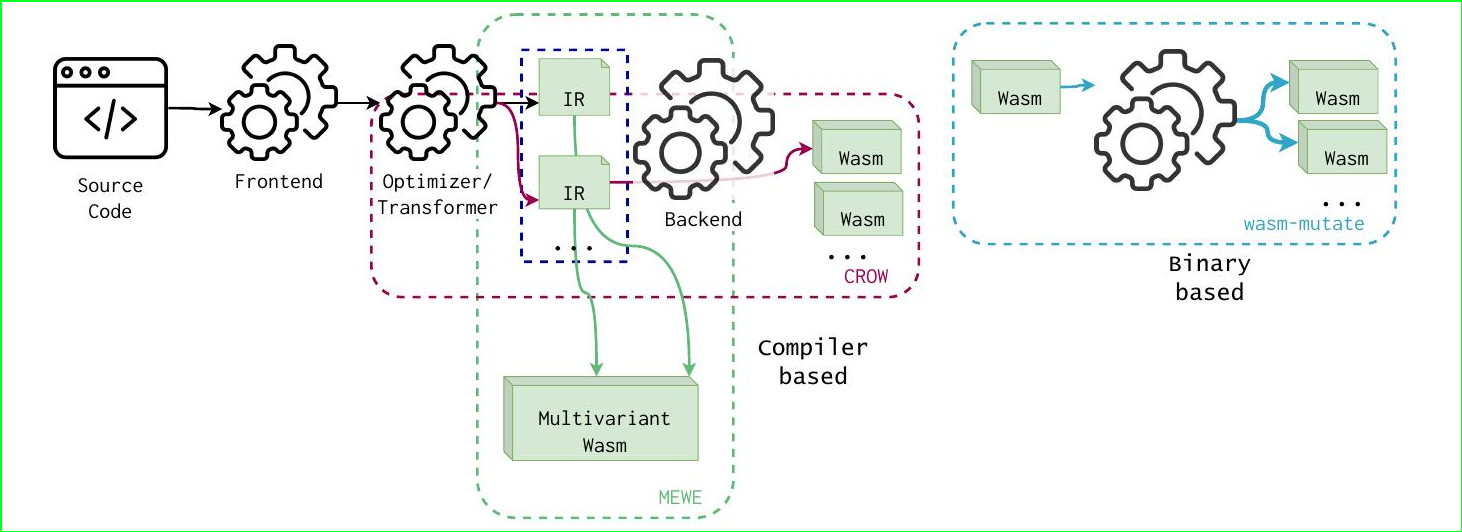 </>
Source
Code
Frontend
Optimizer/
Transformer
IR
IR
...
Backend
Wasm
Wasm
...
CROW
Multivariant
Wasm
MEWE
Compiler
based
Wasm
Wasm
Wasm
...
wasm-mutate
Binary
based